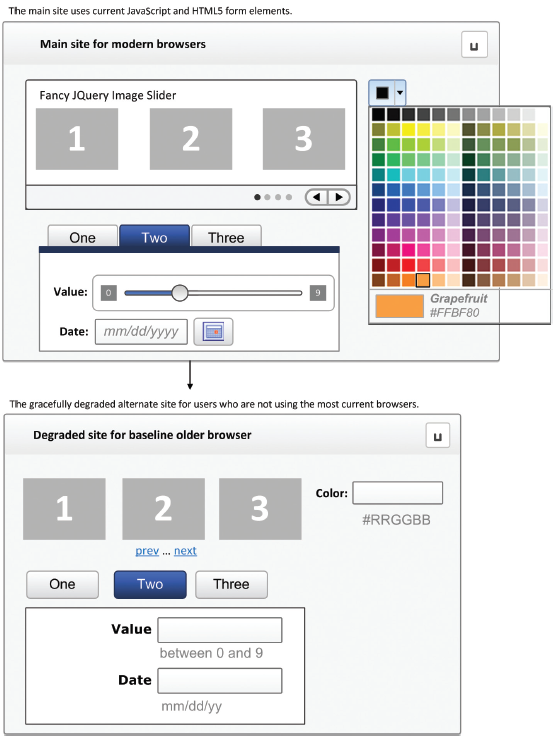 The main site uses current JavaScript and HTML5 form elements.
Main site for modern browsers
u
Fancy JQuery Image Slider
1 2 3
One Two Three
Value: 0 9
Date: mm/dd/yyyy
Grapefruit
#FFBF80
The gracefully degraded alternate site for users who are not using the most current browsers.
Degraded site for baseline older browser
u
1 2 3
Color:
#RRGGBB
prev ... next
One Two Three
Value
between 0 and 9
Date
mm/dd/yy